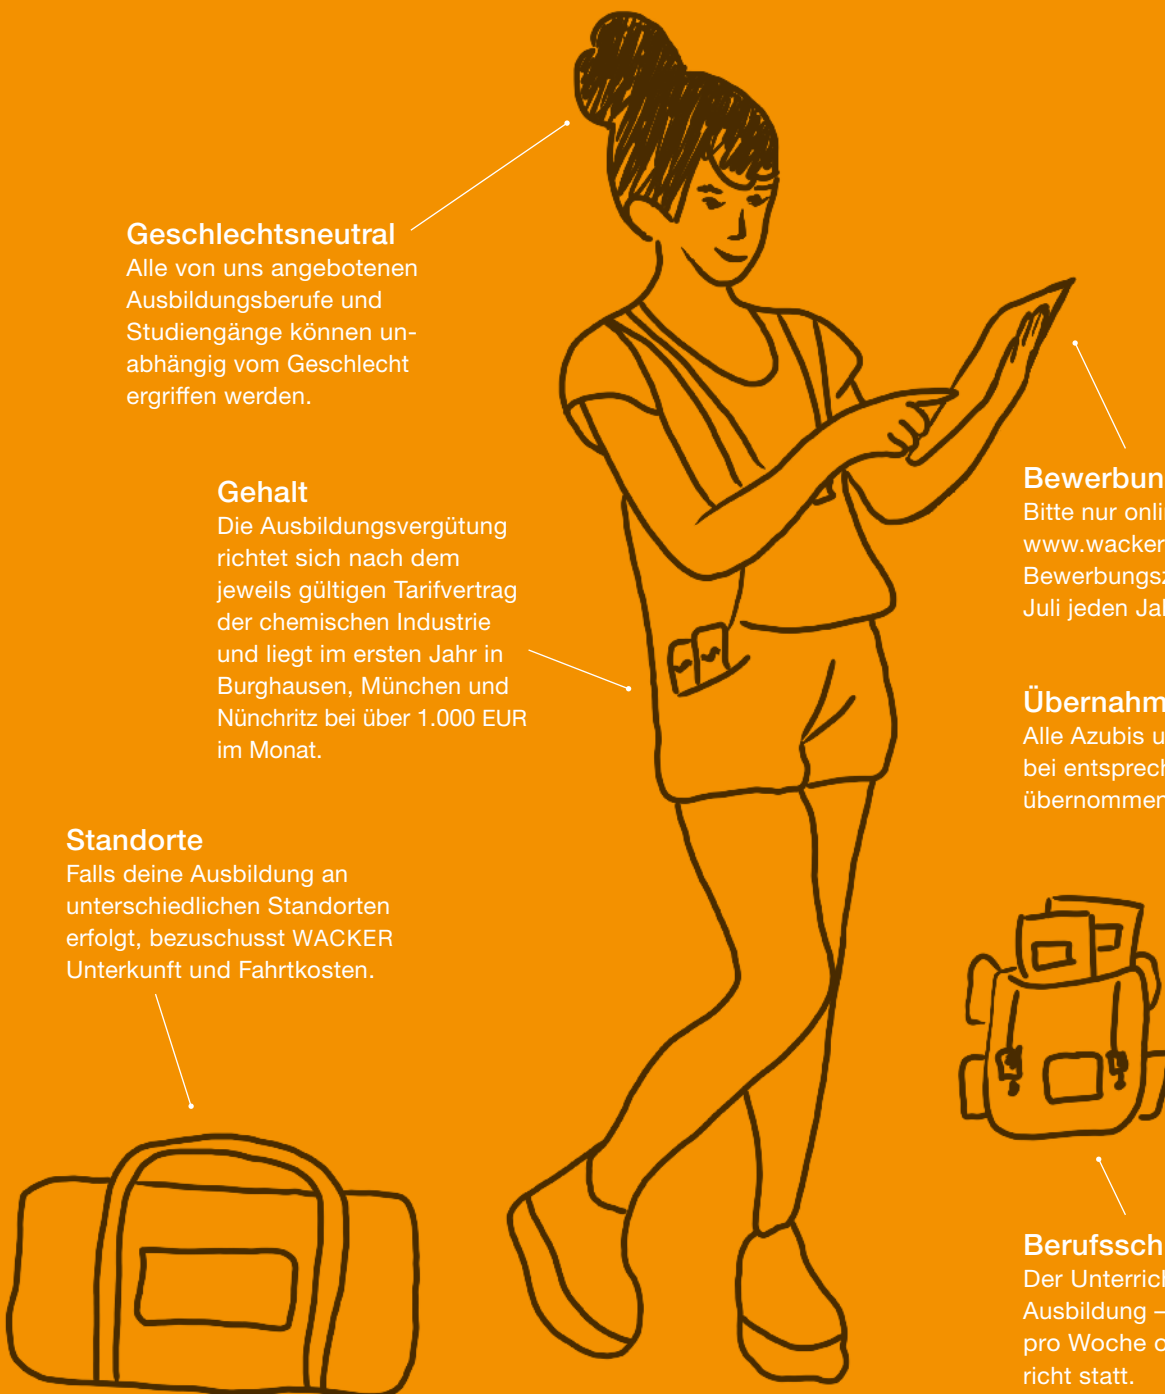 Geschlechtsneutral
Alle von uns angebotenen
Ausbildungsberufe und
Studiengänge können un-
abhängig vom Geschlecht
ergriffen werden.
Gehalt
Die Ausbildungsvergütung
richtet sich nach dem
jeweils gültigen Tarifvertrag
der chemischen Industrie
und liegt im ersten Jahr in
Burghausen, München und
Nünchritz bei über 1.000 EUR
im Monat.
Standorte
Falls deine Ausbildung an
unterschiedlichen Standorten
erfolgt, bezuschusst WACKER
Unterkunft und Fahrtkosten.
Bitte nur
www.wacker
Juli jeden
Alle Azubis
bei
übernommen
Der
Ausbildung –
pro Woche
richt statt.